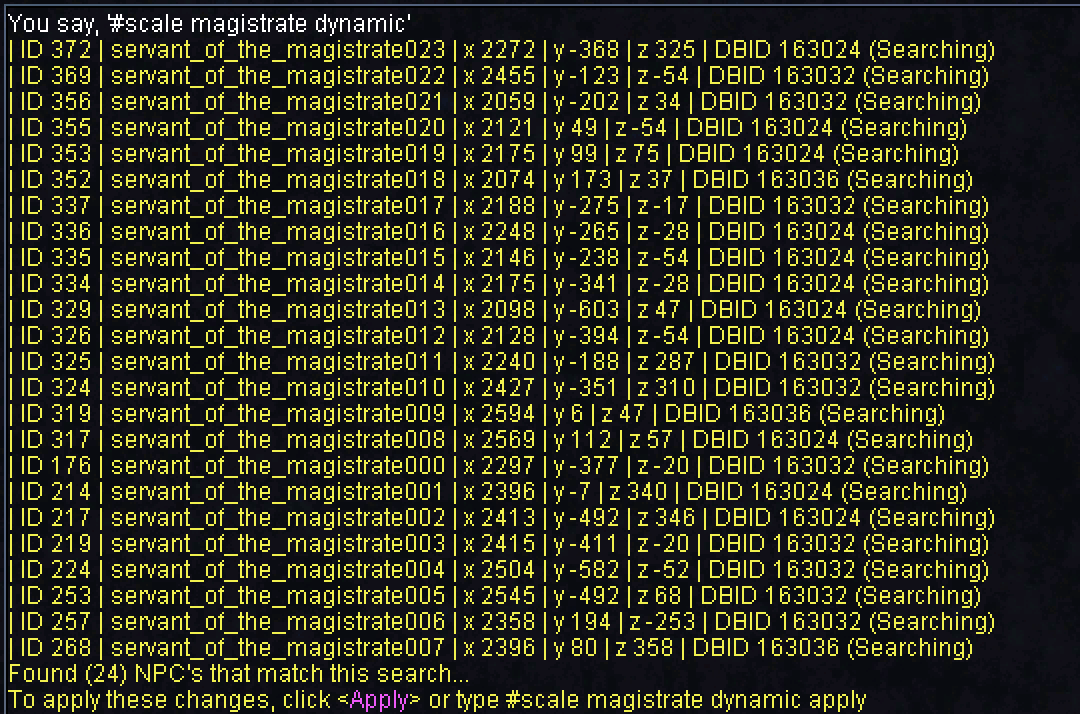 You say, '#scale magistrate dynamic'
| ID 372 | servant_of_the_magistrate023 | x 2272 | y -368 | z 325 | DBID 163024 (Searching)
| ID 369 | servant_of_the_magistrate022 | x 2455 | y -123 | z -54 | DBID 163032 (Searching)
| ID 356 | servant_of_the_magistrate021 | x 2059 | y -202 | z 34 | DBID 163032 (Searching)
| ID 355 | servant_of_the_magistrate020 | x 2121 | y 49 | z -54 | DBID 163024 (Searching)
| ID 353 | servant_of_the_magistrate019 | x 2175 | y 99 | z 75 | DBID 163024 (Searching)
| ID 352 | servant_of_the_magistrate018 | x 2074 | y 173 | z 37 | DBID 163036 (Searching)
| ID 337 | servant_of_the_magistrate017 | x 2188 | y -275 | z -17 | DBID 163032 (Searching)
| ID 336 | servant_of_the_magistrate016 | x 2248 | y -265 | z -28 | DBID 163032 (Searching)
| ID 335 | servant_of_the_magistrate015 | x 2146 | y -238 | z -54 | DBID 163024 (Searching)
| ID 334 | servant_of_the_magistrate014 | x 2175 | y -341 | z -28 | DBID 163024 (Searching)
| ID 329 | servant_of_the_magistrate013 | x 2098 | y -603 | z 47 | DBID 163024 (Searching)
| ID 326 | servant_of_the_magistrate012 | x 2128 | y -394 | z -54 | DBID 163024 (Searching)
| ID 325 | servant_of_the_magistrate011 | x 2240 | y -188 | z 287 | DBID 163032 (Searching)
| ID 324 | servant_of_the_magistrate010 | x 2427 | y -351 | z 310 | DBID 163032 (Searching)
| ID 319 | servant_of_the_magistrate009 | x 2594 | y 6 | z 47 | DBID 163036 (Searching)
| ID 317 | servant_of_the_magistrate008 | x 2569 | y 112 | z 57 | DBID 163024 (Searching)
| ID 176 | servant_of_the_magistrate000 | x 2297 | y -377 | z -20 | DBID 163032 (Searching)
| ID 214 | servant_of_the_magistrate001 | x 2396 | y -7 | z 340 | DBID 163024 (Searching)
| ID 217 | servant_of_the_magistrate002 | x 2413 | y -492 | z 346 | DBID 163024 (Searching)
| ID 219 | servant_of_the_magistrate003 | x 2415 | y -411 | z -20 | DBID 163032 (Searching)
| ID 224 | servant_of_the_magistrate004 | x 2504 | y -582 | z -52 | DBID 163032 (Searching)
| ID 253 | servant_of_the_magistrate005 | x 2545 | y -492 | z 68 | DBID 163032 (Searching)
| ID 257 | servant_of_the_magistrate006 | x 2358 | y 194 | z -253 | DBID 163032 (Searching)
| ID 268 | servant_of_the_magistrate007 | x 2396 | y 80 | z 358 | DBID 163036 (Searching)
Found (24) NPC's that match this search...
To apply these changes, click <Apply> or type #scale magistrate dynamic apply